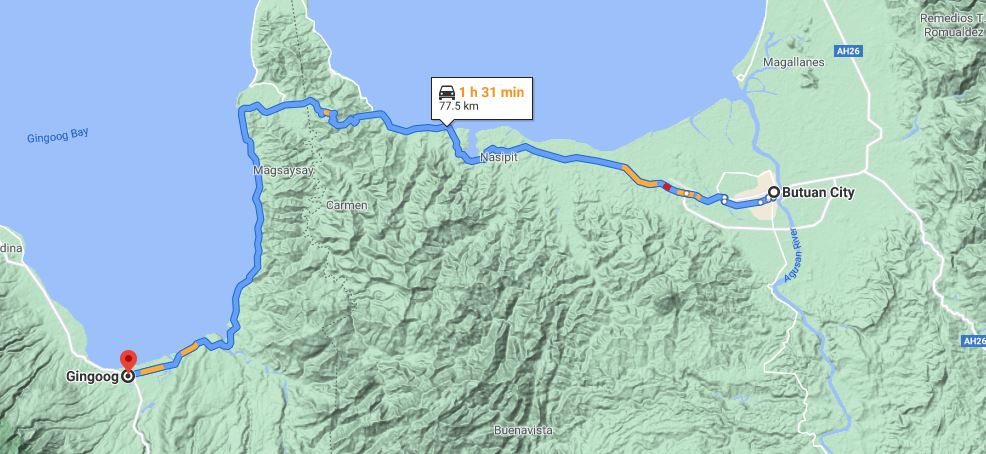 Remedios T.
Romualdez
AH26
Magallanes
1 h 31 min
77.5 km
Gingoog Bay
Nasipit
Magsaysay
Butuan City
Carmen
Agusan River
dina
AH26
Gingoog
Buenavista